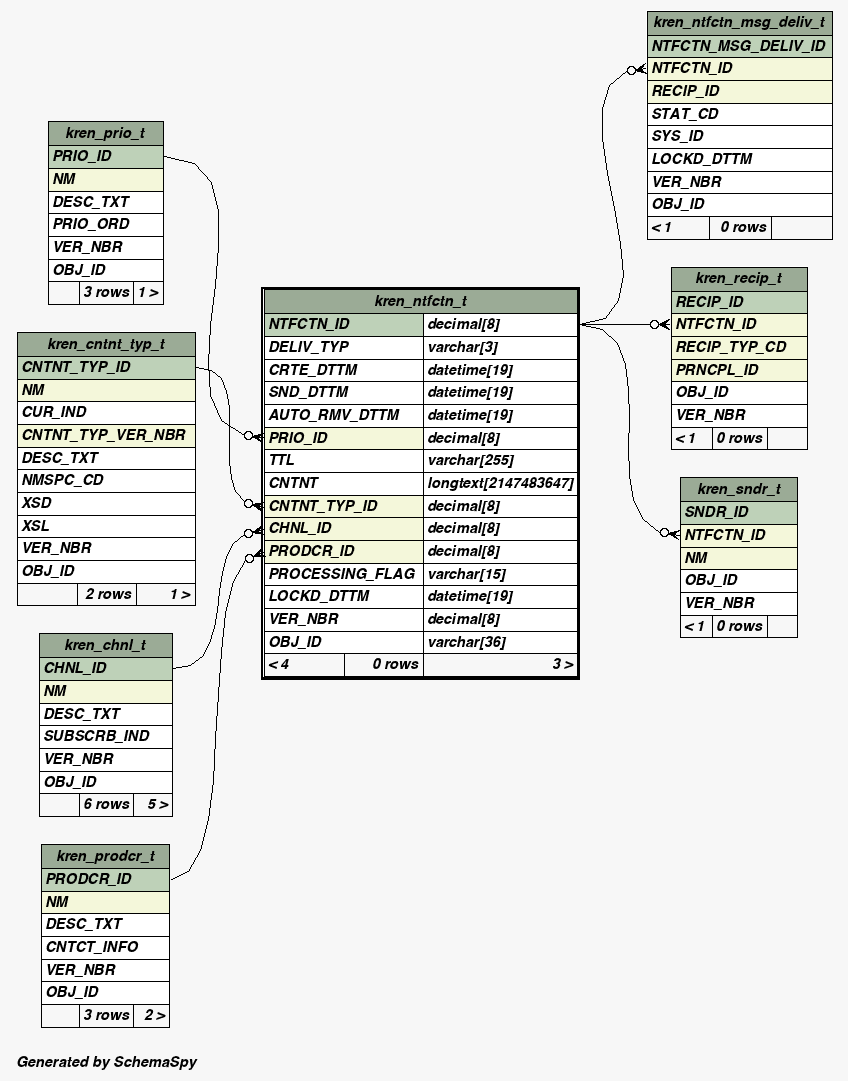 kren_ntfctn_msg_deliv_t
NTFCTN_MSG_DELIV_ID
NTFCTN_ID
RECIP_ID
STAT_CD
SYS_ID
LOCKD_DTTM
VER_NBR
OBJ_ID
< 1 0 rows
kren_prio_t
PRIO_ID
NM
DESC_TXT
PRIO_ORD
VER_NBR
OBJ_ID
3 rows 1 >
kren_recip_t
RECIP_ID
NTFCTN_ID
RECIP_TYP_CD
PRNCPL_ID
OBJ_ID
VER_NBR
< 1 0 rows
kren_ntfctn_t
NTFCTN_ID decimal[8]
DELIV_TYP varchar[3]
CRTE_DTTM datetime[19]
SND_DTTM datetime[19]
AUTO_RMV_DTTM datetime[19]
PRIO_ID decimal[8]
TTL varchar[255]
CNTNT longtext[2147483647]
CNTNT_TYP_ID decimal[8]
CHNL_ID decimal[8]
PRODCR_ID decimal[8]
PROCESSING_FLAG varchar[15]
LOCKD_DTTM datetime[19]
VER_NBR decimal[8]
OBJ_ID varchar[36]
< 4 0 rows 3 >
kren_cntnt_typ_t
CNTNT_TYP_ID
NM
CUR_IND
CNTNT_TYP_VER_NBR
DESC_TXT
NMSPC_CD
XSD
XSL
VER_NBR
OBJ_ID
2 rows 1 >
kren_sndr_t
SNDR_ID
NTFCTN_ID
NM
OBJ_ID
VER_NBR
< 1 0 rows
kren_chnl_t
CHNL_ID
NM
DESC_TXT
SUBSCRB_IND
VER_NBR
OBJ_ID
6 rows 5 >
kren_prodcr_t
PRODCR_ID
NM
DESC_TXT
CNTCT_INFO
VER_NBR
OBJ_ID
3 rows 2 >
Generated by SchemaSpy